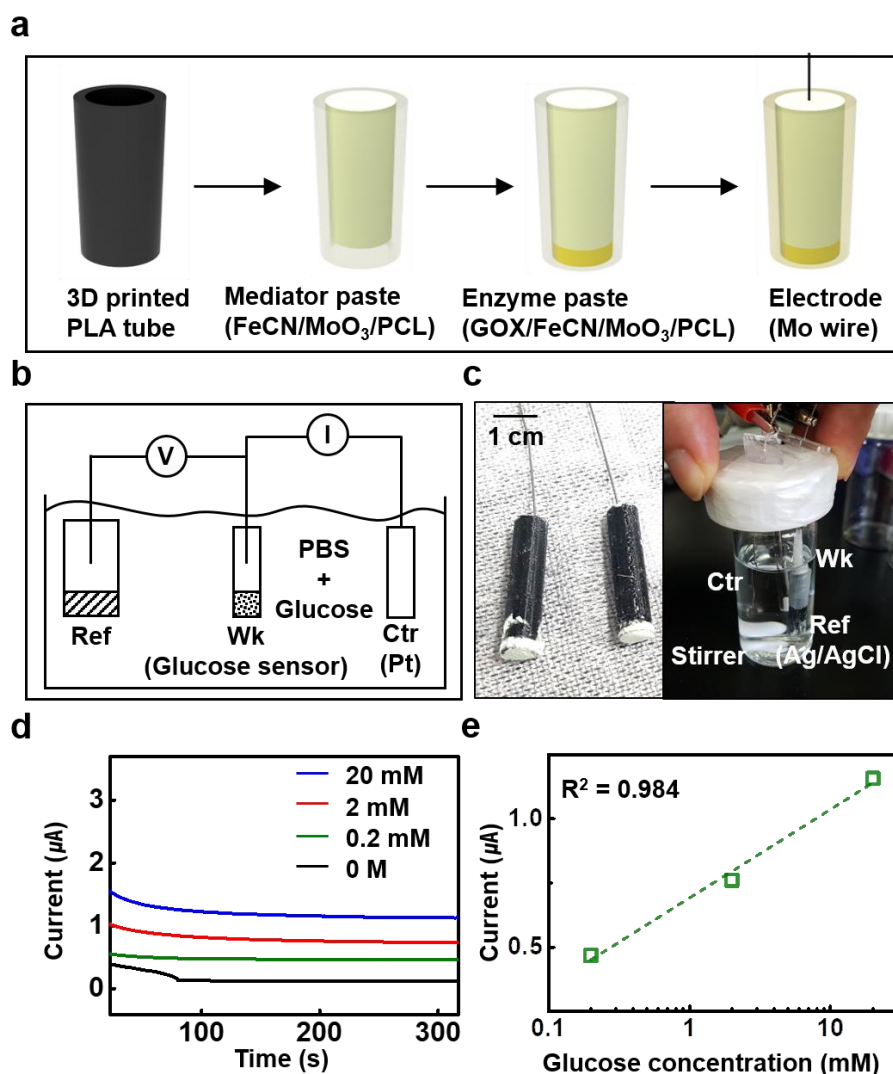 a
3D printed
PLA tube
Mediator paste
(FeCN/MoO₃/PCL)
Enzyme paste
(GOX/FeCN/MoO₃/PCL)
Electrode
(Mo wire)
b
V
I
Ref
Wk
(Glucose sensor)
PBS
+
Glucose
Ctr
(Pt)
c
1 cm
Ctr
Wk
Ref
(Ag/AgCl)
Stirrer
d
Current (㎂)
3
2
1
0
20 mM
2 mM
0.2 mM
0 M
100
200
300
Time (s)
e
Current (㎂)
1.0
0.5
R² = 0.984
0.1
1
10
Glucose concentration (mM)